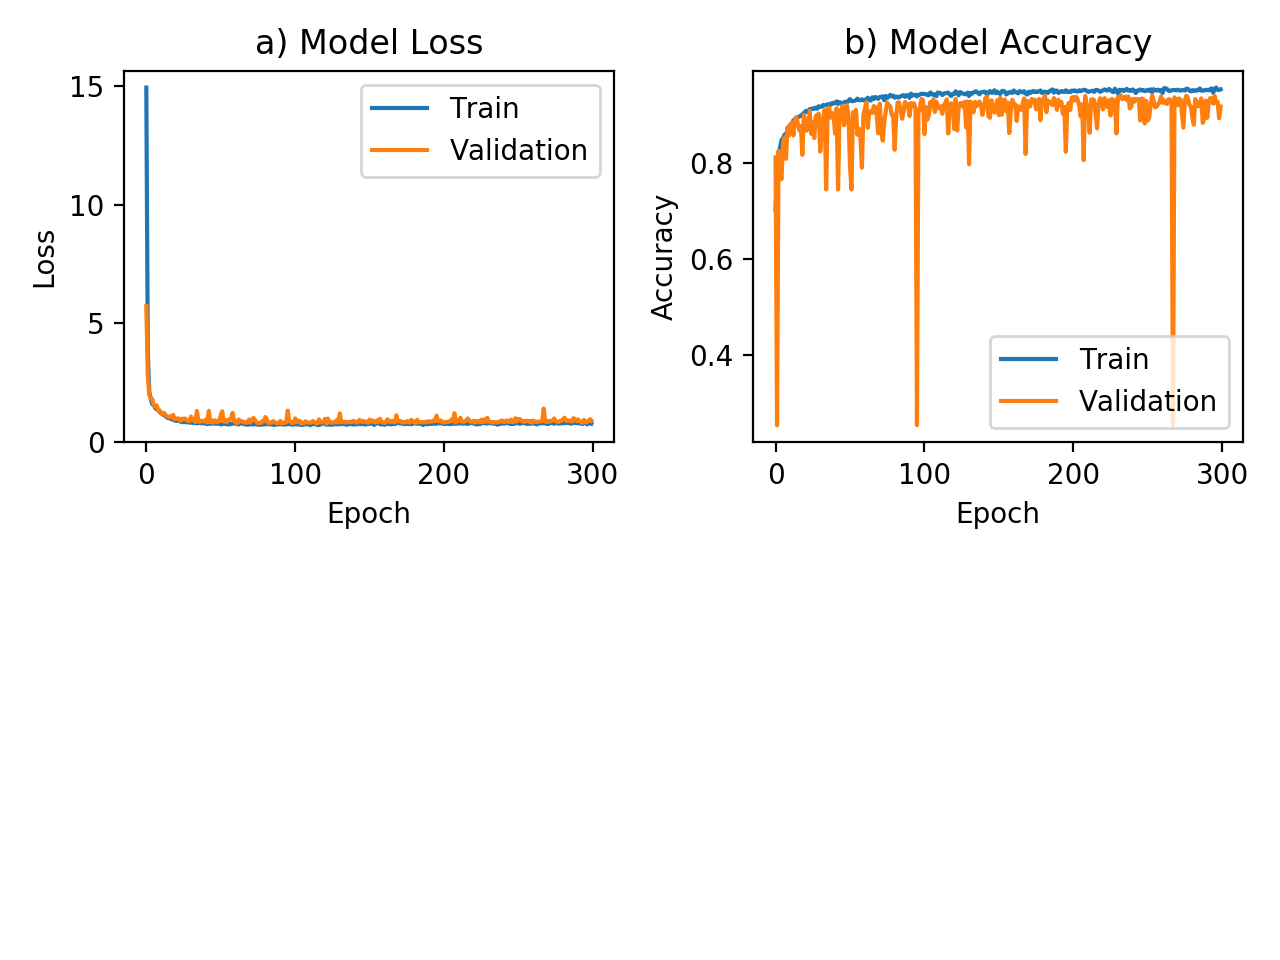 a) Model Loss
15
10
5
0
Loss
Train
Validation
0 100 200 300
Epoch
b) Model Accuracy
0.8
0.6
0.4
Accuracy
Train
Validation
0 100 200 300
Epoch